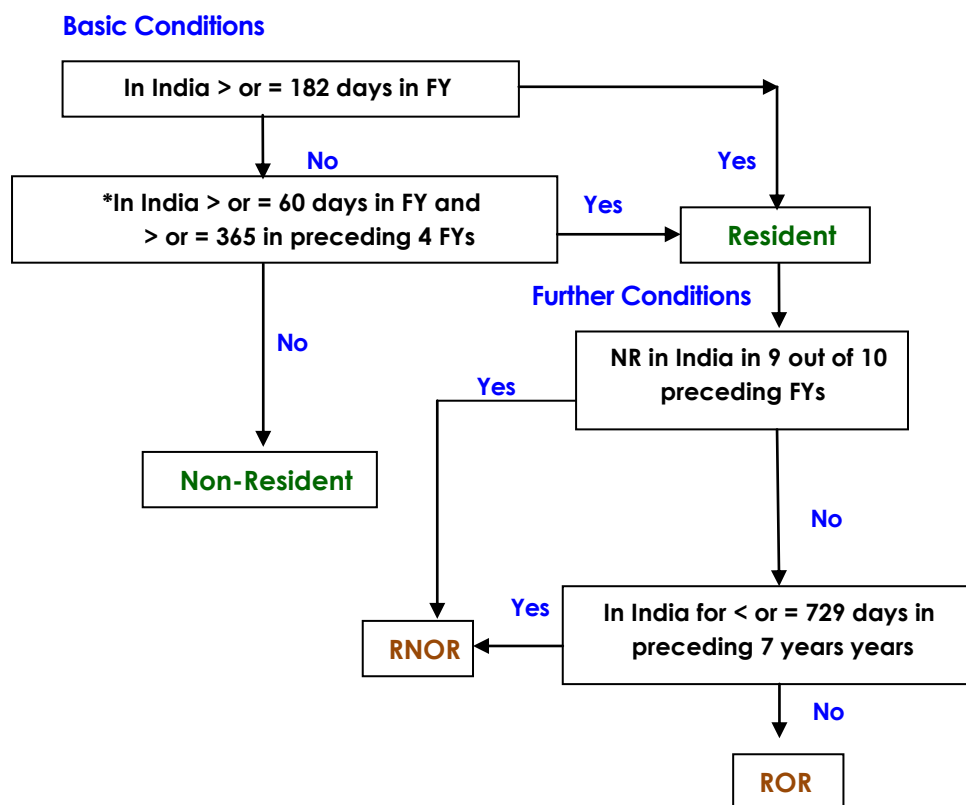 Basic Conditions
In India > or = 182 days in FY
No
Yes
*In India > or = 60 days in FY and
> or = 365 in preceding 4 FYs
Yes
Resident
Further Conditions
No
NR in India in 9 out of 10
preceding FYs
Yes
Non-Resident
No
In India for < or = 729 days in
preceding 7 years years
Yes
RNOR
No
ROR